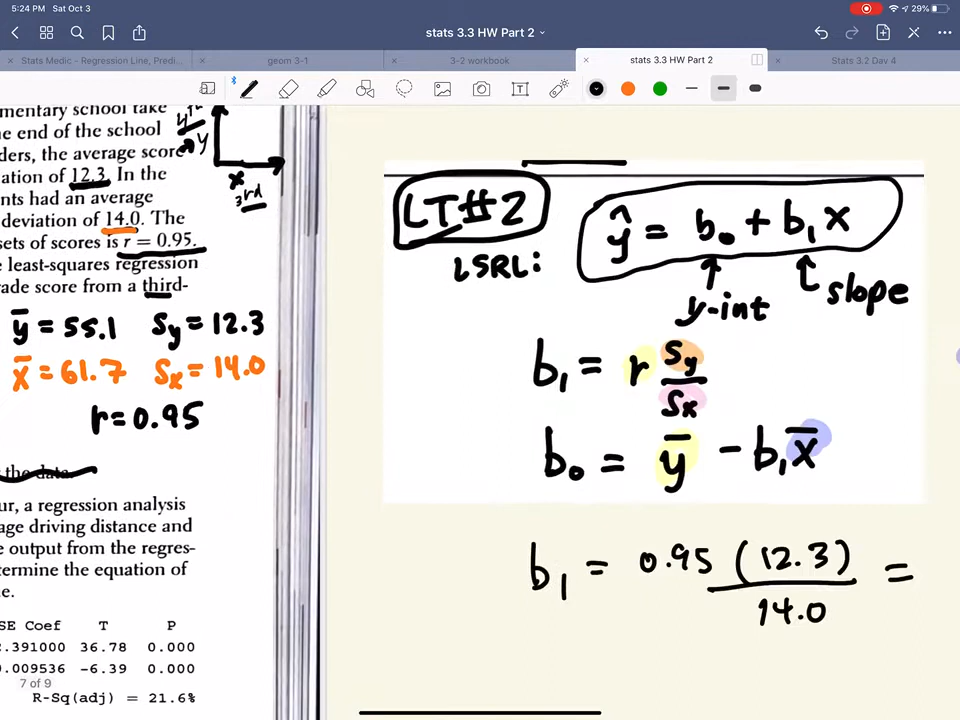 5:24 PM Sat Oct 3
29%
stats 3.3 HW Part 2
Stats Medic - Regression Line, Predi...
geom 3-1
3-2 workbook
stats 3.3 HW Part 2
Stats 3.2 Day 4
mentary school take
he end of the school
ders, the average score
ation of 12.3. In the
nts had an average
deviation of 14.0. The
sets of scores is r = 0.95.
e least-squares regression
rade score from a third-
4th
y
x
3rd
ȳ = 55.1 Sy = 12.3
x̄ = 61.7 Sx = 14.0
r = 0.95
the data.
ur, a regression analysis
age driving distance and
e output from the regres-
termine the equation of
e.
SE Coef T P
2.391000 36.78 0.000
0.009536 -6.39 0.000
7 of 9
R-Sq(adj) = 21.6%
LT#2
LSRL:
ŷ = b₀ + b₁x
y-int
slope
b₁ = r Sy/Sx
b₀ = ȳ - b₁x̄
b₁ = 0.95 (12.3)/14.0 =